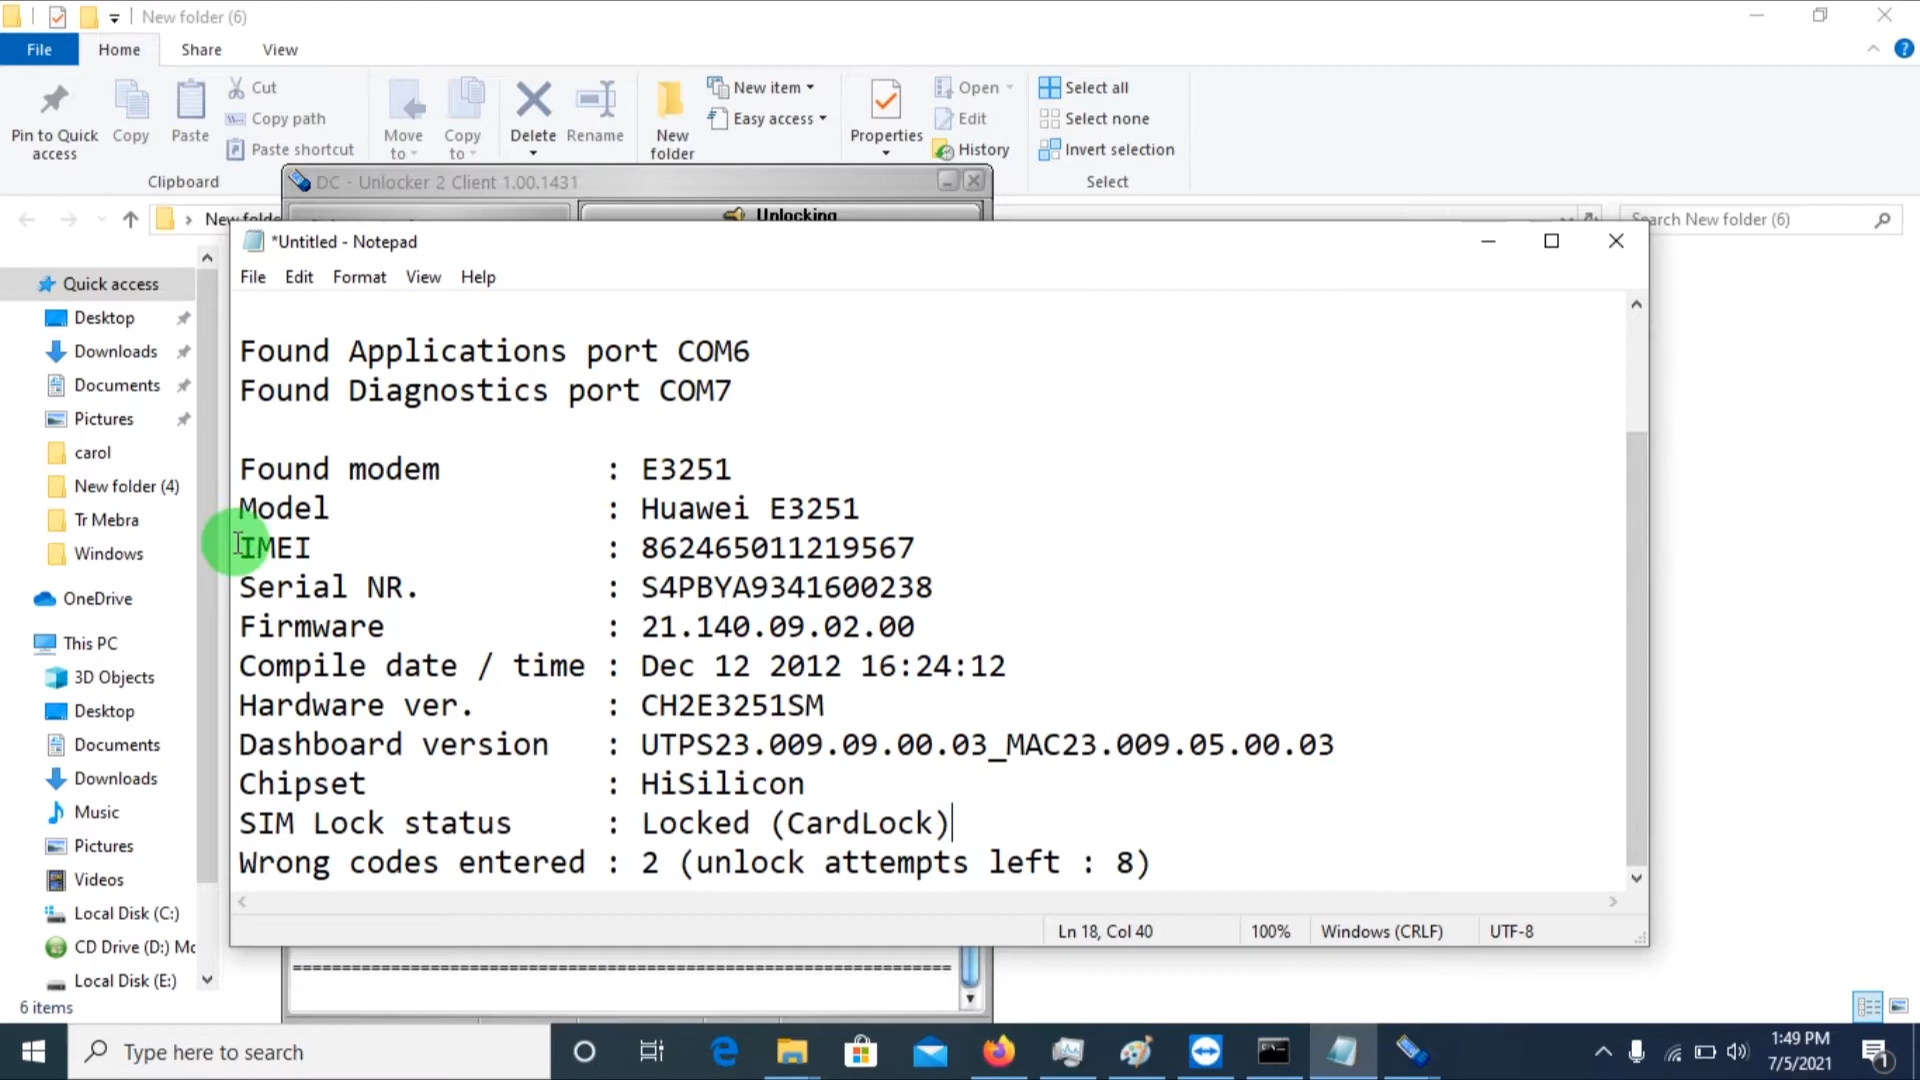 New folder (6)
File
Home
Share
View
Pin to Quick access
Copy
Paste
Cut
Copy path
Paste shortcut
Clipboard
Move to
Copy to
Delete
Rename
New folder
New item
Easy access
Properties
Open
Edit
History
Select all
Select none
Invert selection
Select
DC - Unlocker 2 Client 1.00.1431
Unlocking
New folde
Search New folder (6)
*Untitled - Notepad
File Edit Format View Help
Quick access
Desktop
Downloads
Documents
Pictures
carol
New folder (4)
Tr Mebra
Windows
OneDrive
This PC
3D Objects
Desktop
Documents
Downloads
Music
Pictures
Videos
Local Disk (C:)
CD Drive (D:) Mc
Local Disk (E:)
6 items
Found Applications port COM6
Found Diagnostics port COM7
Found modem : E3251
Model : Huawei E3251
IMEI : 862465011219567
Serial NR. : S4PBYA9341600238
Firmware : 21.140.09.02.00
Compile date / time : Dec 12 2012 16:24:12
Hardware ver. : CH2E3251SM
Dashboard version : UTPS23.009.09.00.03_MAC23.009.05.00.03
Chipset : HiSilicon
SIM Lock status : Locked (CardLock)
Wrong codes entered : 2 (unlock attempts left : 8)
Ln 18, Col 40
100%
Windows (CRLF)
UTF-8
===============================================================
Type here to search
1:49 PM
7/5/2021
1